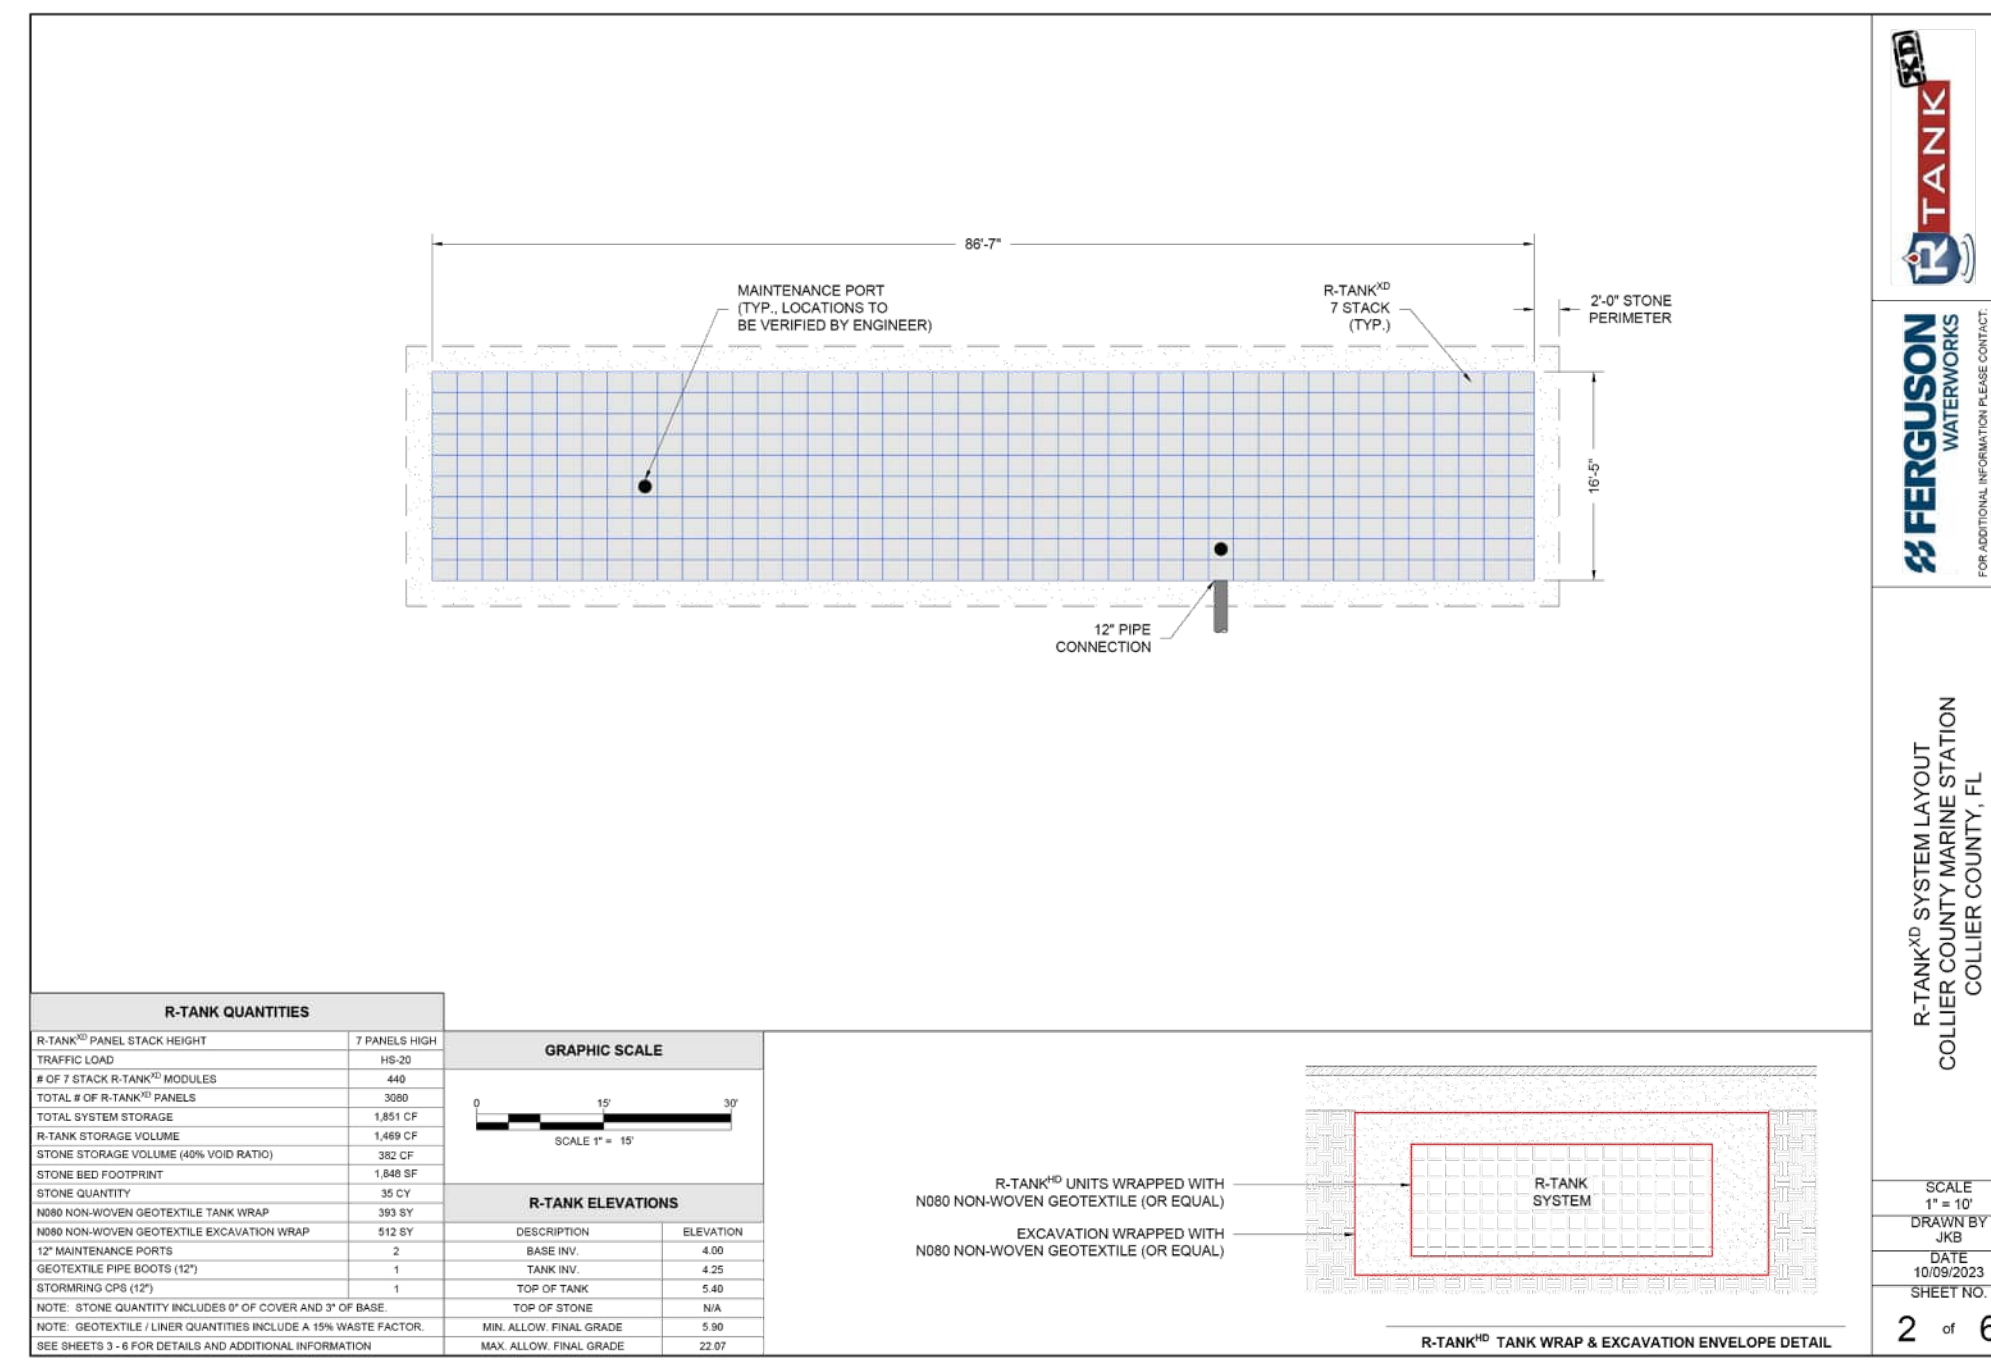 86'-7"
MAINTENANCE PORT
(TYP., LOCATIONS TO
BE VERIFIED BY ENGINEER)
R-TANKXD
7 STACK
(TYP.)
2'-0" STONE
PERIMETER
16'-5"
12" PIPE
CONNECTION
R-TANK QUANTITIES
R-TANKXD PANEL STACK HEIGHT 7 PANELS HIGH
TRAFFIC LOAD HS-20
# OF 7 STACK R-TANKXD MODULES 440
TOTAL # OF R-TANKXD PANELS 3080
TOTAL SYSTEM STORAGE 1,851 CF
R-TANK STORAGE VOLUME 1,469 CF
STONE STORAGE VOLUME (40% VOID RATIO) 382 CF
STONE BED FOOTPRINT 1,848 SF
STONE QUANTITY 35 CY
N080 NON-WOVEN GEOTEXTILE TANK WRAP 393 SY
N080 NON-WOVEN GEOTEXTILE EXCAVATION WRAP 512 SY
12" MAINTENANCE PORTS 2
GEOTEXTILE PIPE BOOTS (12") 1
STORMRING CPS (12") 1
NOTE: STONE QUANTITY INCLUDES 0" OF COVER AND 3" OF BASE.
NOTE: GEOTEXTILE / LINER QUANTITIES INCLUDE A 15% WASTE FACTOR.
SEE SHEETS 3 - 6 FOR DETAILS AND ADDITIONAL INFORMATION
GRAPHIC SCALE
0 15' 30'
SCALE 1" = 15'
R-TANK ELEVATIONS
DESCRIPTION ELEVATION
BASE INV. 4.00
TANK INV. 4.25
TOP OF TANK 5.40
TOP OF STONE N/A
MIN. ALLOW. FINAL GRADE 5.90
MAX. ALLOW. FINAL GRADE 22.07
R-TANKHD UNITS WRAPPED WITH
N080 NON-WOVEN GEOTEXTILE (OR EQUAL)
EXCAVATION WRAPPED WITH
N080 NON-WOVEN GEOTEXTILE (OR EQUAL)
R-TANK
SYSTEM
R-TANKHD TANK WRAP & EXCAVATION ENVELOPE DETAIL
R TANK XD
FERGUSON
WATERWORKS
FOR ADDITIONAL INFORMATION PLEASE CONTACT:
R-TANKXD SYSTEM LAYOUT
COLLIER COUNTY MARINE STATION
COLLIER COUNTY, FL
SCALE
1" = 10'
DRAWN BY
JKB
DATE
10/09/2023
SHEET NO.
2 of 6